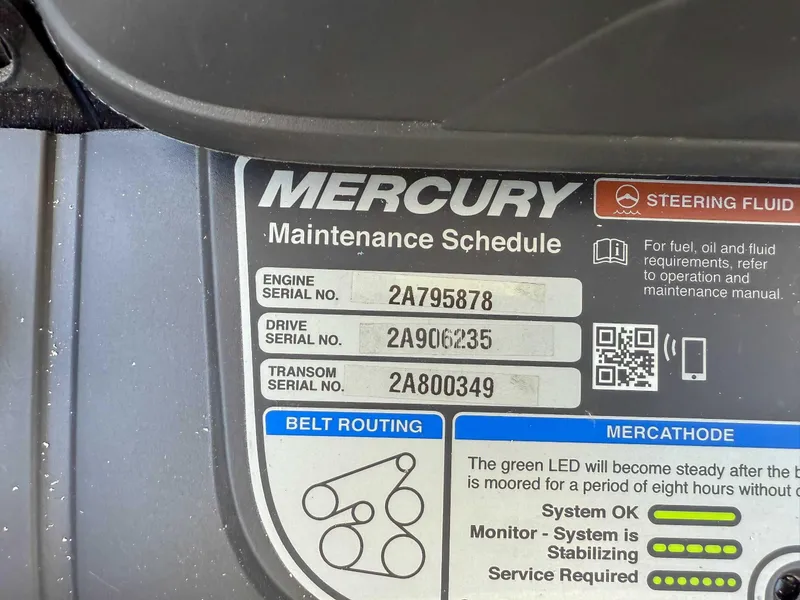 MERCURY
Maintenance Schedule
STEERING FLUID
For fuel, oil and fluid
requirements, refer
to operation and
maintenance manual.
ENGINE
SERIAL NO. 2A795878
DRIVE
SERIAL NO. 2A906235
TRANSOM
SERIAL NO. 2A800349
BELT ROUTING
MERCATHODE
The green LED will become steady after the b
is moored for a period of eight hours without
System OK
Monitor - System is
Stabilizing
Service Required